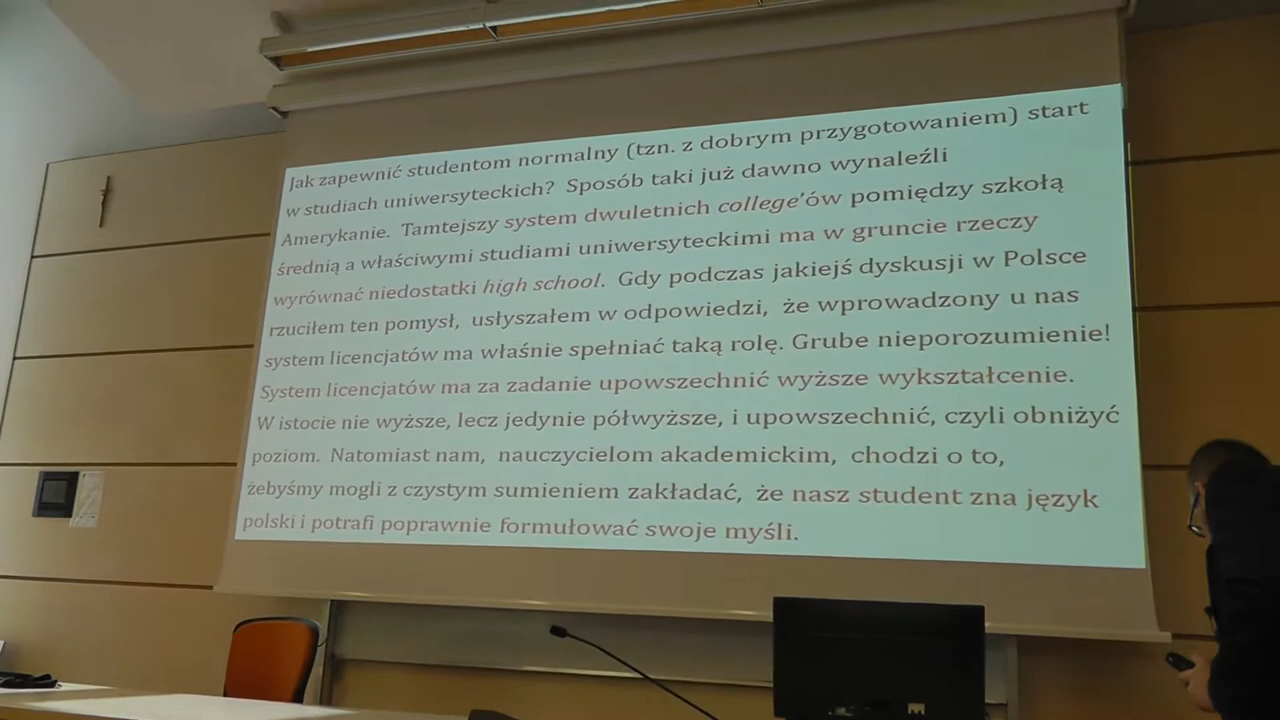 Jak zapewnić studentom normalny (tzn. z dobrym przygotowaniem) start
w studiach uniwersyteckich? Sposób taki już dawno wynaleźli
Amerykanie. Tamtejszy system dwuletnich college'ów pomiędzy szkołą
średnią a właściwymi studiami uniwersyteckimi ma w gruncie rzeczy
wyrównać niedostatki high school. Gdy podczas jakiejś dyskusji w Polsce
rzuciłem ten pomysł, usłyszałem w odpowiedzi, że wprowadzony u nas
system licencjatów ma właśnie spełniać taką rolę. Grube nieporozumienie!
System licencjatów ma za zadanie upowszechnić wyższe wykształcenie.
W istocie nie wyższe, lecz jedynie półwyższe, i upowszechnić, czyli obniżyć
poziom. Natomiast nam, nauczycielom akademickim, chodzi o to,
żebyśmy mogli z czystym sumieniem zakładać, że nasz student zna język
polski i potrafi poprawnie formułować swoje myśli.